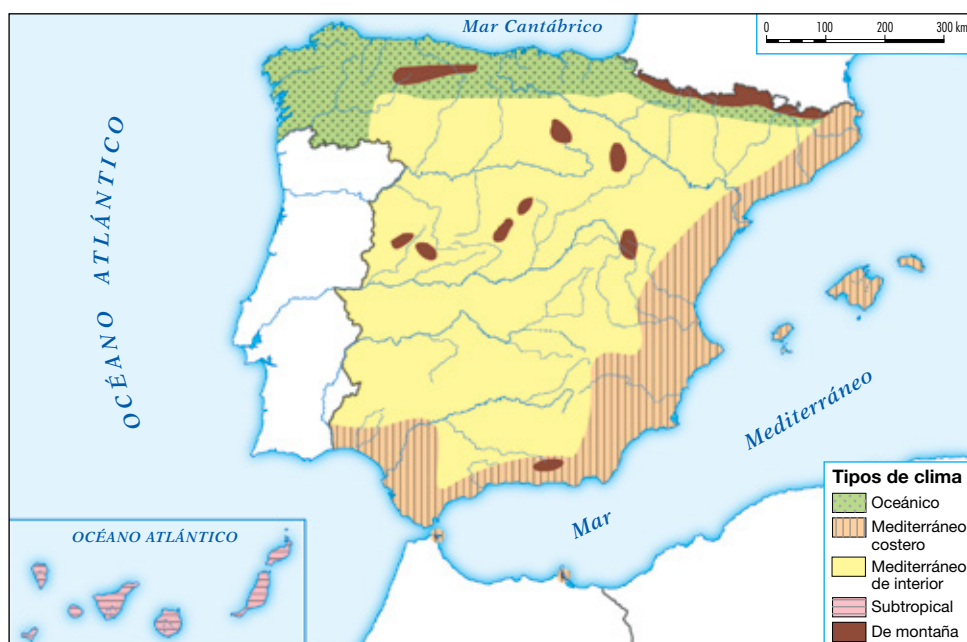 Mar Cantábrico
0 100 200 300 km
OCÉANO ATLÁNTICO
Mediterráneo
Mar
OCÉANO ATLÁNTICO
Tipos de clima
Oceánico
Mediterráneo
costero
Mediterráneo
de interior
Subtropical
De montaña